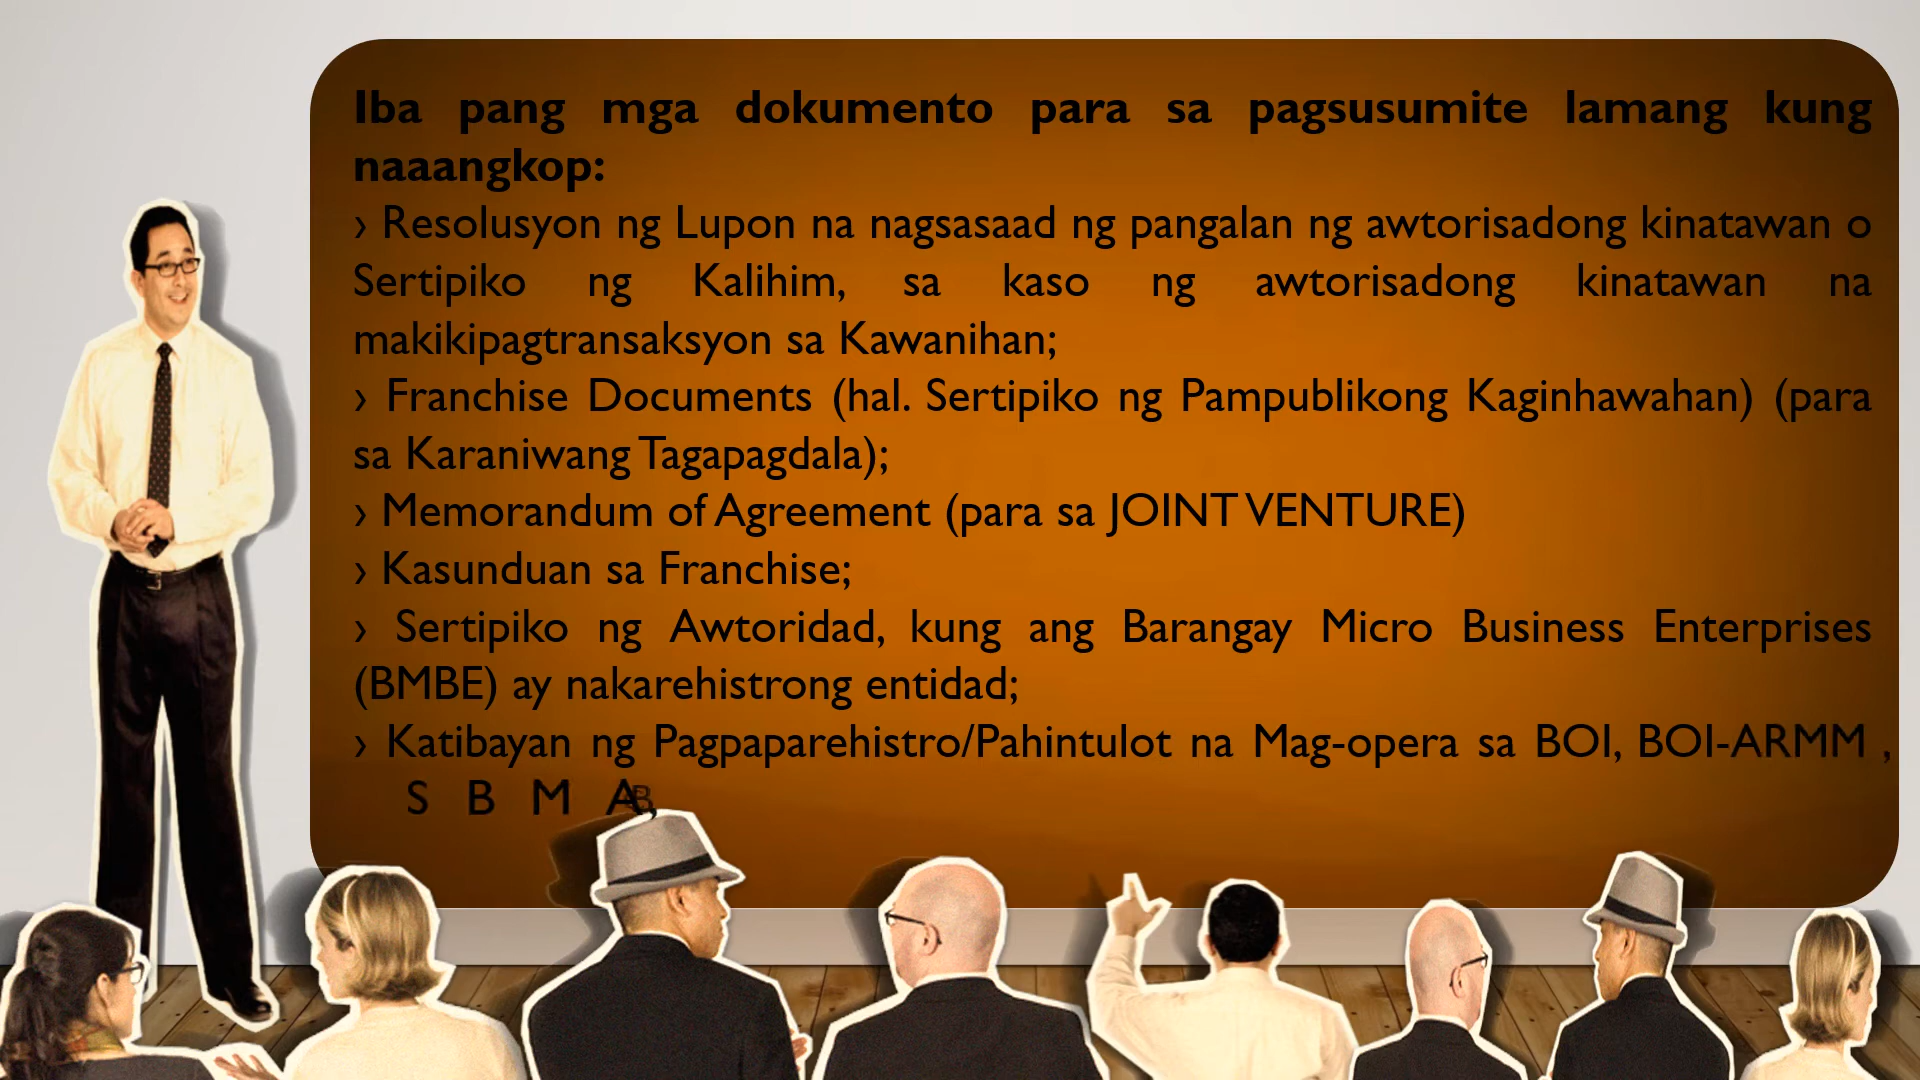 Iba pang mga dokumento para sa pagsusumite lamang kung
naaangkop:
› Resolusyon ng Lupon na nagsasaad ng pangalan ng awtorisadong kinatawan o
Sertipiko ng Kalihim, sa kaso ng awtorisadong kinatawan na
makikipagtransaksyon sa Kawanihan;
› Franchise Documents (hal. Sertipiko ng Pampublikong Kaginhawahan) (para
sa Karaniwang Tagapagdala);
› Memorandum of Agreement (para sa JOINT VENTURE)
› Kasunduan sa Franchise;
› Sertipiko ng Awtoridad, kung ang Barangay Micro Business Enterprises
(BMBE) ay nakarehistrong entidad;
› Katibayan ng Pagpaparehistro/Pahintulot na Mag-opera sa BOI, BOI-ARMM ,
S B M A,